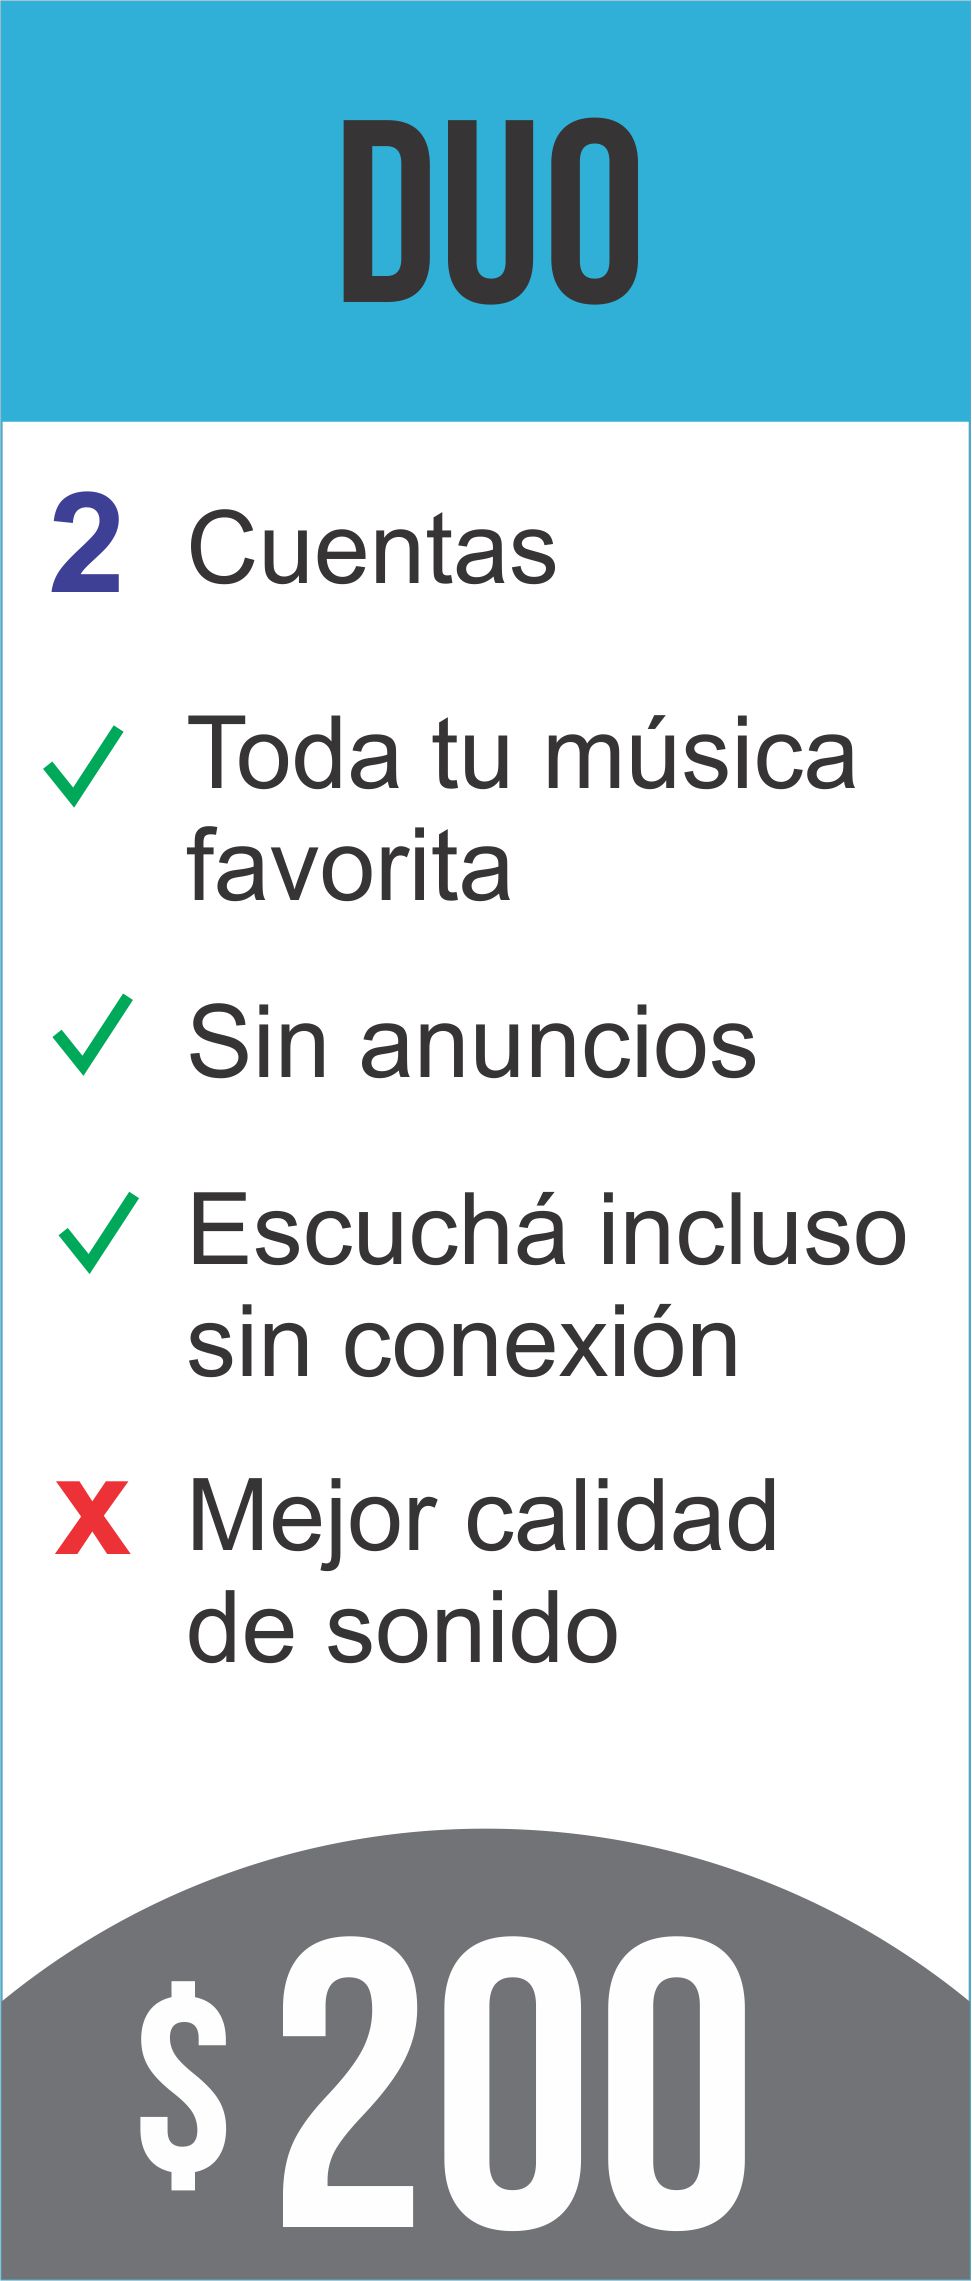 DUO
2 Cuentas
Toda tu música
favorita
Sin anuncios
Escuchá incluso
sin conexión
x Mejor calidad
de sonido
$ 200